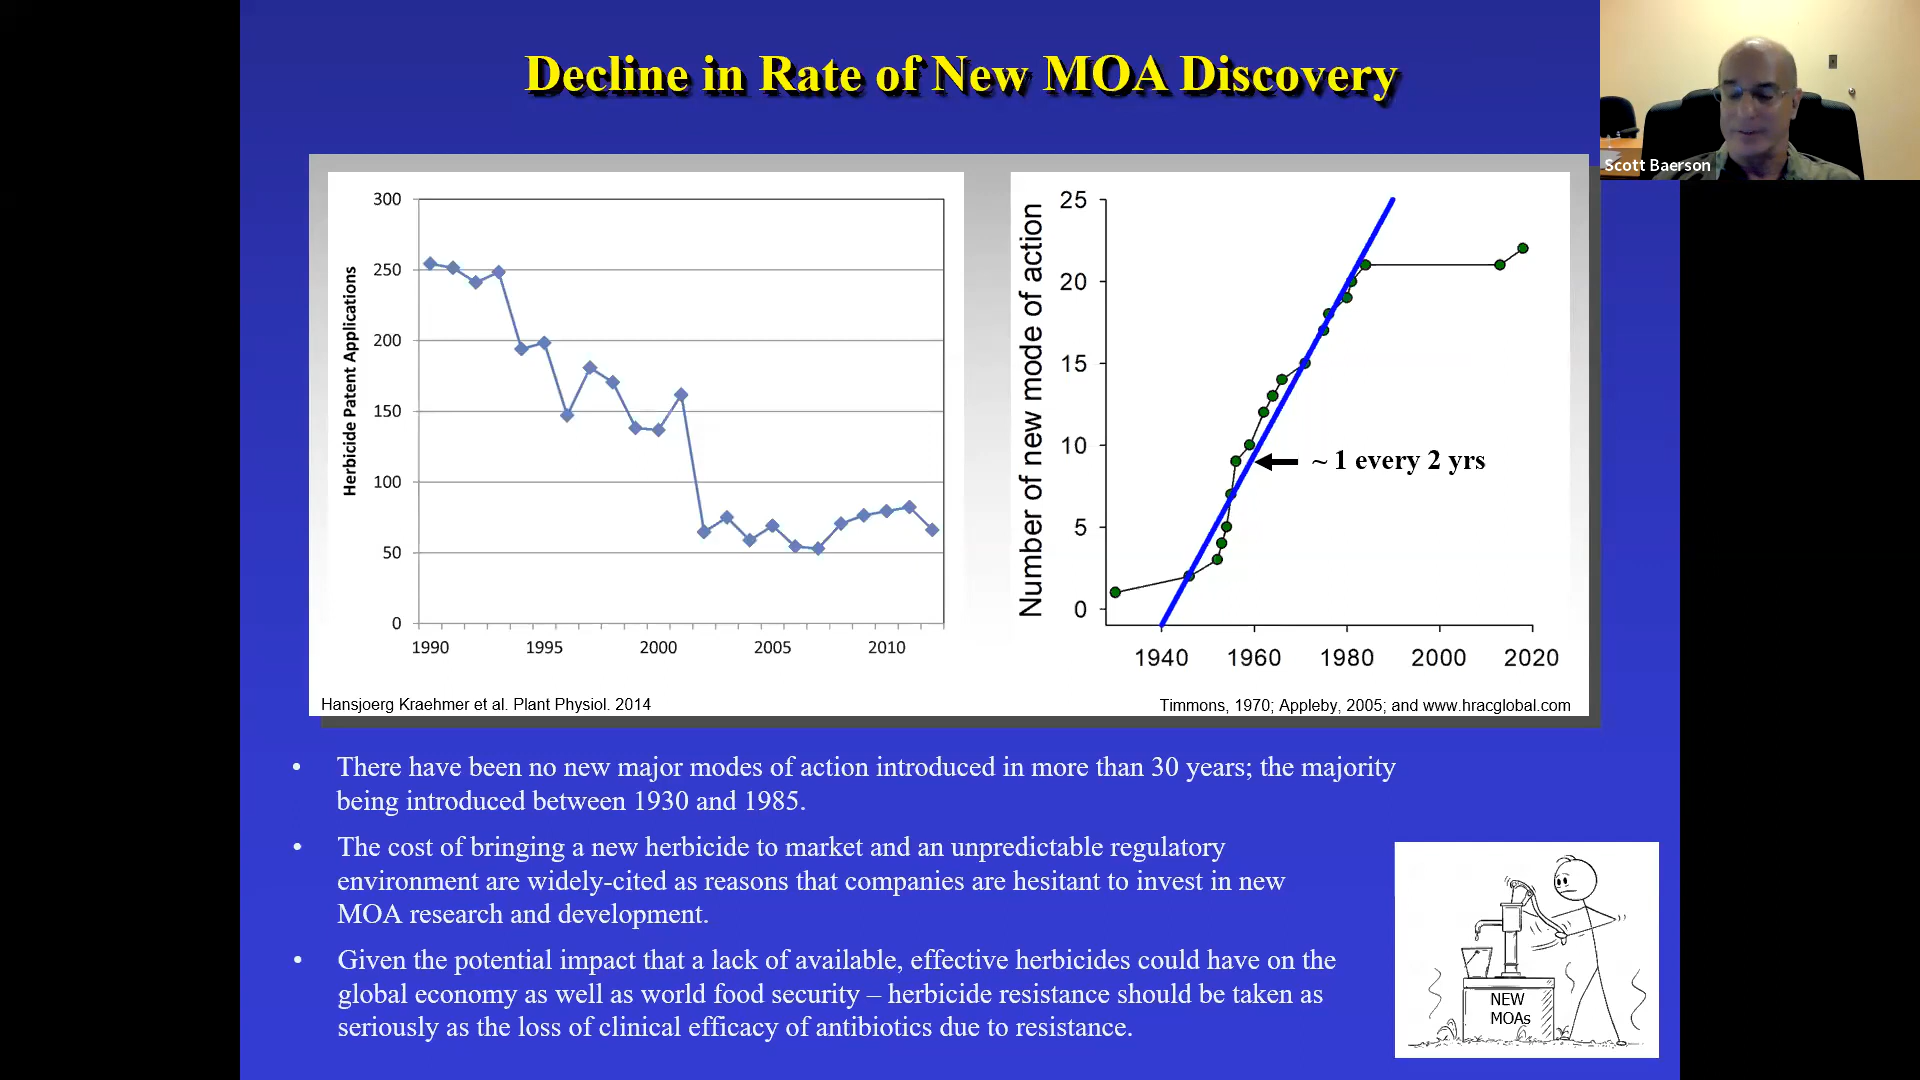 Decline in Rate of New MOA Discovery
Scott Baerson
Herbicide Patent Applications
300
250
200
150
100
50
0
1990
1995
2000
2005
2010
Hansjoerg Kraehmer et al. Plant Physiol. 2014
Number of new mode of action
25
20
15
10
5
0
~ 1 every 2 yrs
1940
1960
1980
2000
2020
Timmons, 1970; Appleby, 2005; and www.hracglobal.com
• There have been no new major modes of action introduced in more than 30 years; the majority
being introduced between 1930 and 1985.
• The cost of bringing a new herbicide to market and an unpredictable regulatory
environment are widely-cited as reasons that companies are hesitant to invest in new
MOA research and development.
• Given the potential impact that a lack of available, effective herbicides could have on the
global economy as well as world food security – herbicide resistance should be taken as
seriously as the loss of clinical efficacy of antibiotics due to resistance.
NEW
MOAs